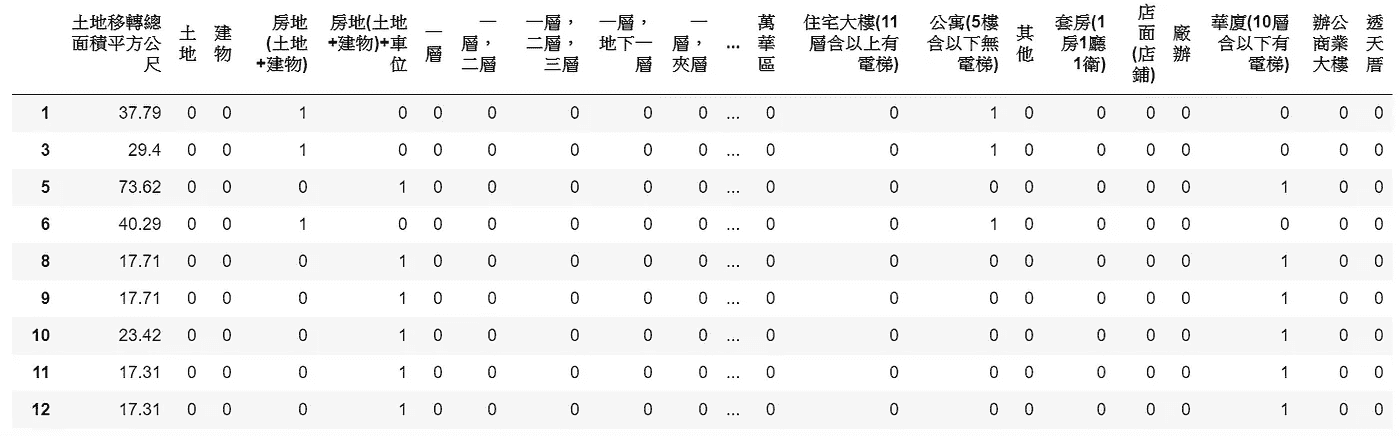 土地移轉總面積平方公尺 土地 建物 房地(土地+建物) 房地(土地+建物)+車位 一層 一層，二層 一層，二層，三層 一層，地下一層 一層，夾層 ... 萬華區 住宅大樓(11層含以上有電梯) 公寓(5樓含以下無電梯) 其他 套房(1房1廳1衛) 店面(店鋪) 廠辦 華廈(10層含以下有電梯) 辦公商業大樓 透天厝
1 37.79 0 0 1 0 0 0 0 0 0 ... 0 0 1 0 0 0 0 0 0 0
3 29.4 0 0 1 0 0 0 0 0 0 ... 0 0 1 0 0 0 0 0 0 0
5 73.62 0 0 0 1 0 0 0 0 0 ... 0 0 0 0 0 0 0 1 0 0
6 40.29 0 0 1 0 0 0 0 0 0 ... 0 0 1 0 0 0 0 0 0 0
8 17.71 0 0 0 1 0 0 0 0 0 ... 0 0 0 0 0 0 0 1 0 0
9 17.71 0 0 0 1 0 0 0 0 0 ... 0 0 0 0 0 0 0 1 0 0
10 23.42 0 0 0 1 0 0 0 0 0 ... 0 0 0 0 0 0 0 1 0 0
11 17.31 0 0 0 1 0 0 0 0 0 ... 0 0 0 0 0 0 0 1 0 0
12 17.31 0 0 0 1 0 0 0 0 0 ... 0 0 0 0 0 0 0 1 0 0